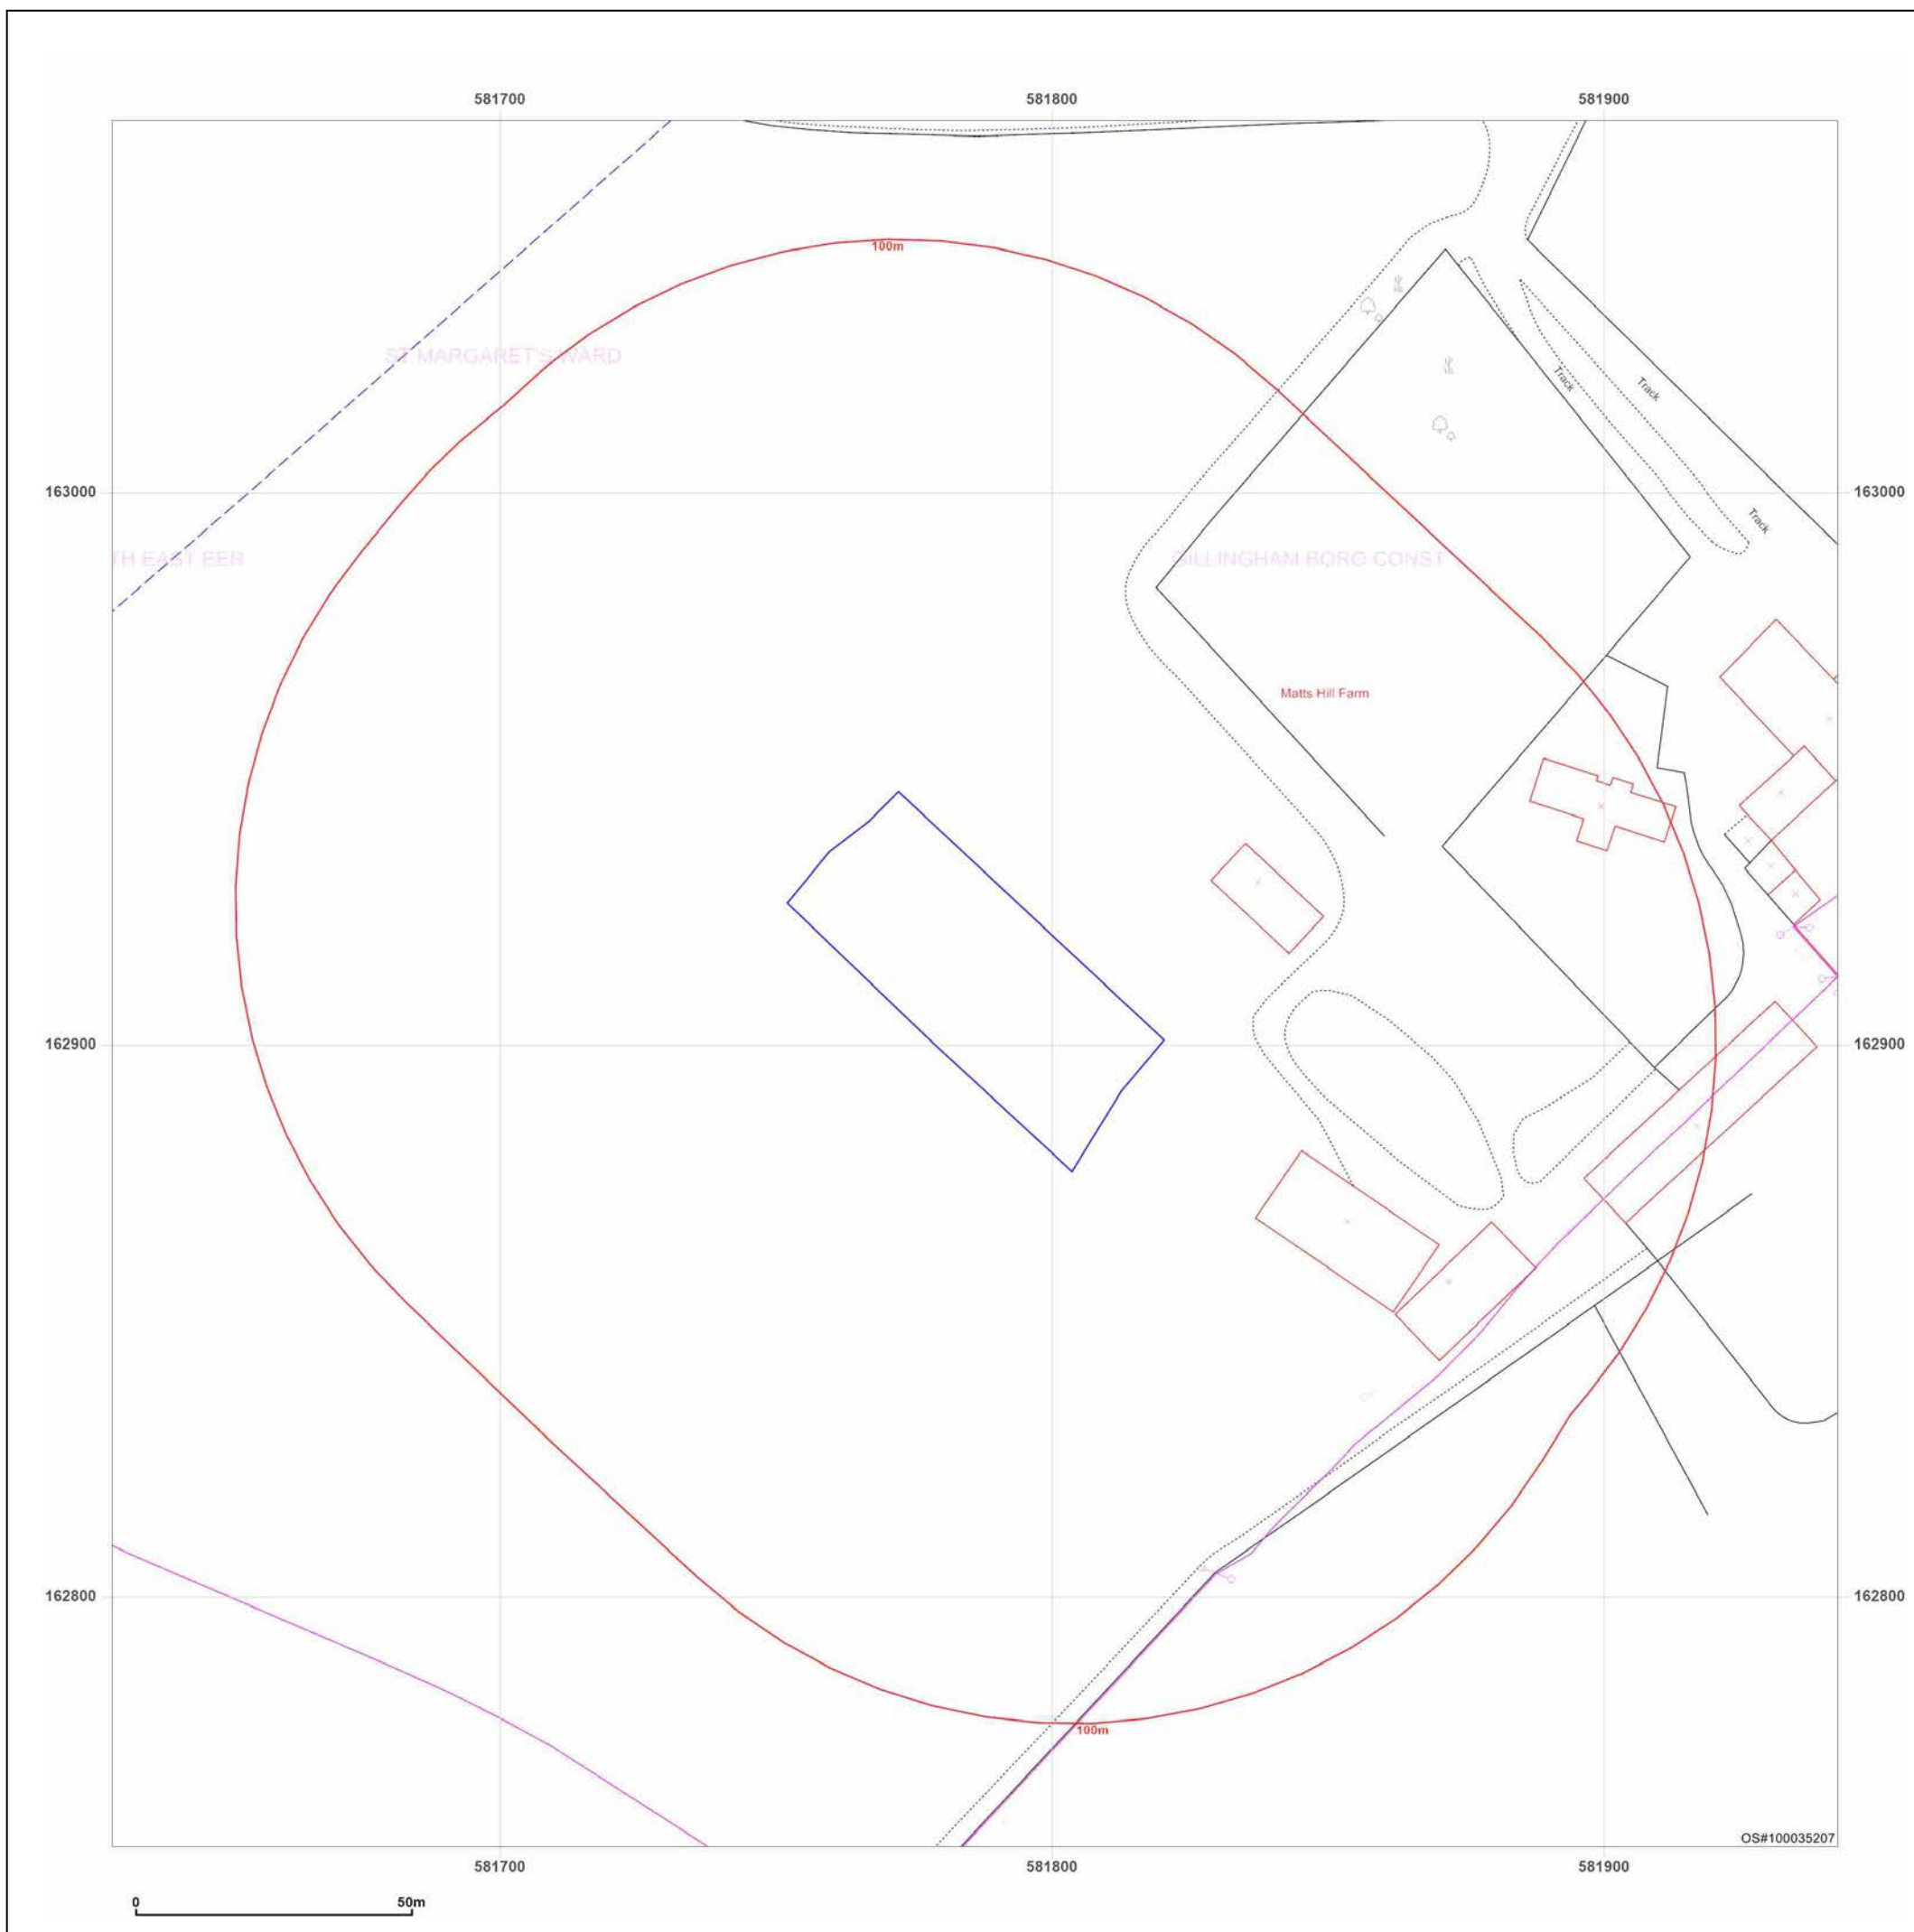 581700 581800 581900
100m
ST MARGARET'S WARD
Track
Track
163000 163000
Track
TH EAST EER
GILLINGHAM BORO CONST
Matts Hill Farm
162900 162900
162800 162800
100m
OS#100035207
581700 581800 581900
0 50m